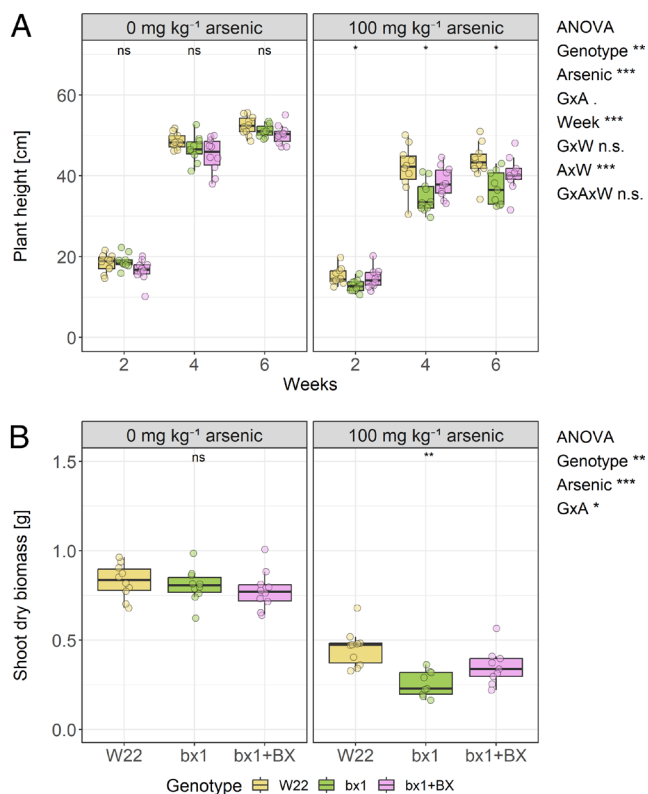 A
0 mg kg⁻¹ arsenic
100 mg kg⁻¹ arsenic
ns ns ns
* * *
Plant height [cm]
60
40
20
0
2 4 6
2 4 6
Weeks
ANOVA
Genotype **
Arsenic ***
GxA .
Week ***
GxW n.s.
AxW ***
GxAxW n.s.
B
0 mg kg⁻¹ arsenic
100 mg kg⁻¹ arsenic
ns
**
Shoot dry biomass [g]
1.5
1.0
0.5
0.0
W22 bx1 bx1+BX
W22 bx1 bx1+BX
ANOVA
Genotype **
Arsenic ***
GxA *
Genotype W22 bx1 bx1+BX